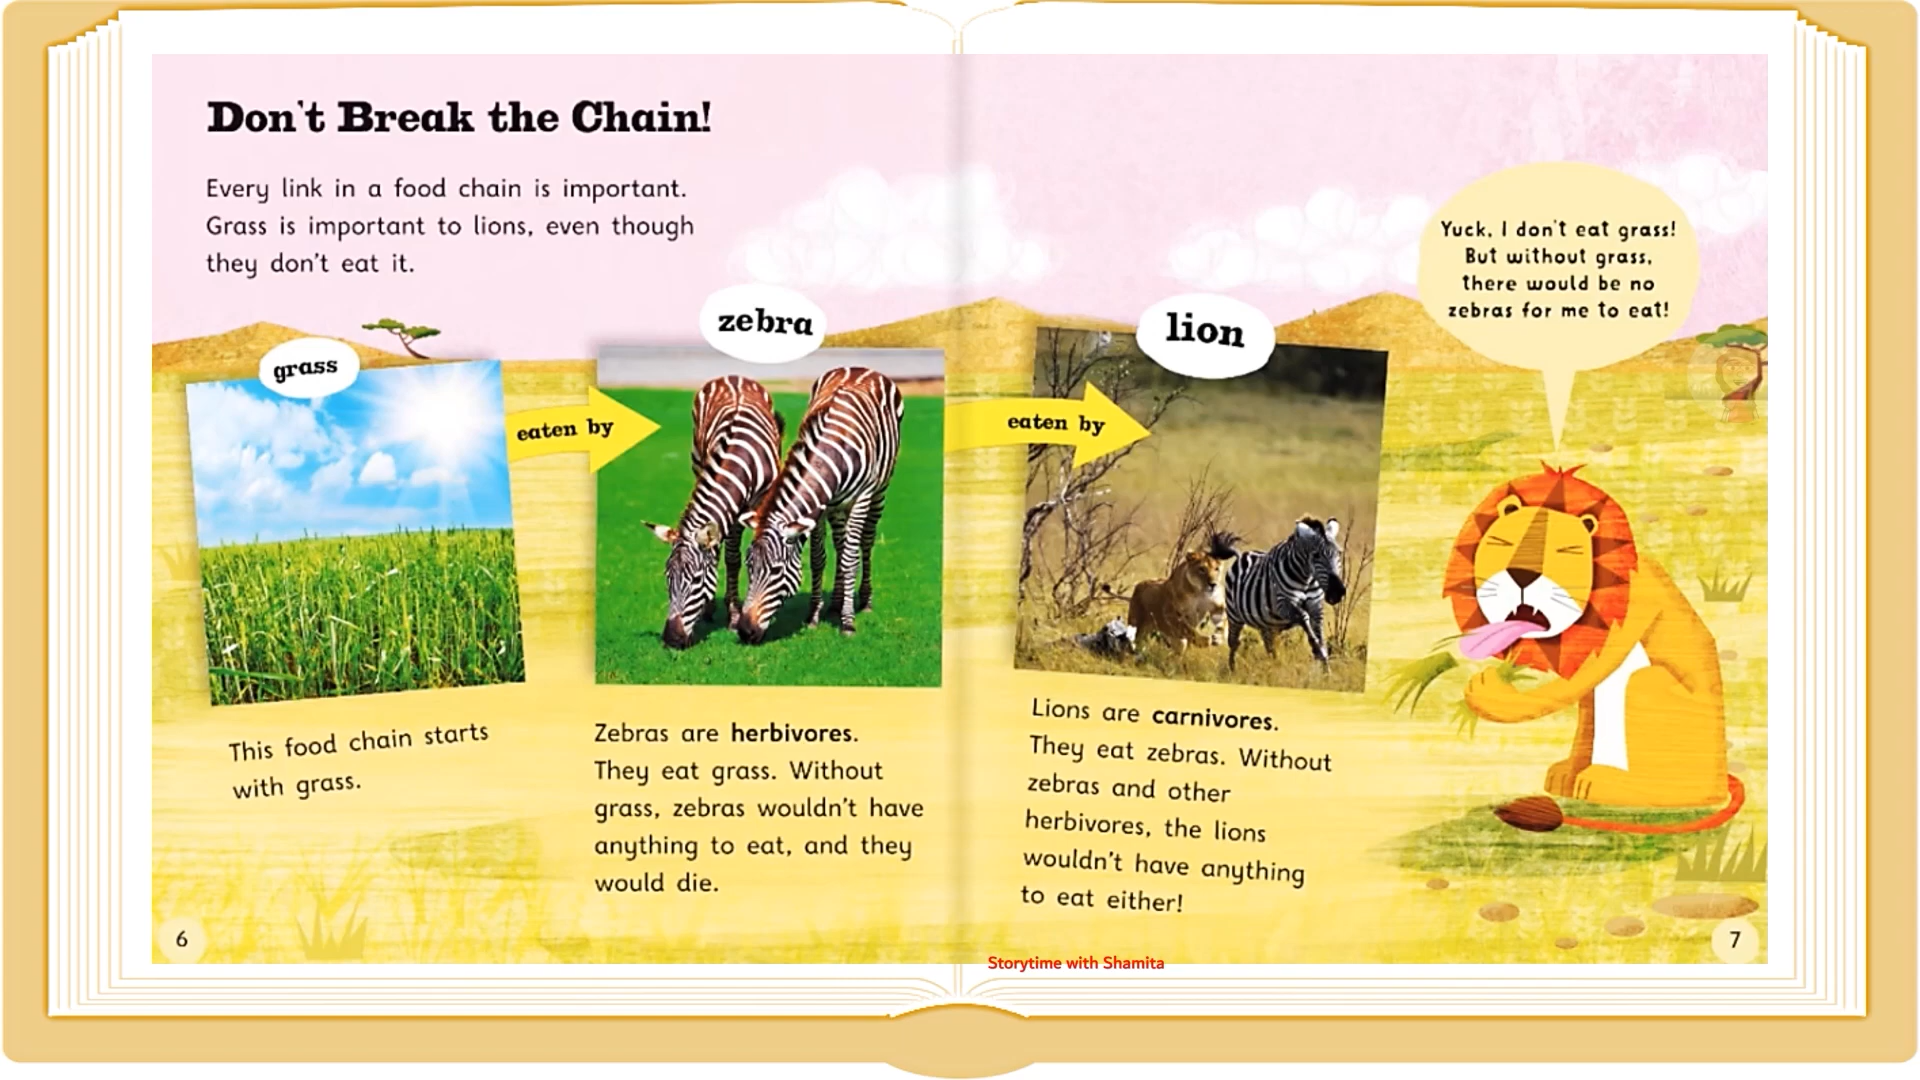 Don't Break the Chain!
Every link in a food chain is important.
Grass is important to lions, even though
they don't eat it.
grass
eaten by
zebra
eaten by
lion
Yuck, I don't eat grass!
But without grass,
there would be no
zebras for me to eat!
This food chain starts
with grass.
Zebras are herbivores.
They eat grass. Without
grass, zebras wouldn't have
anything to eat, and they
would die.
Lions are carnivores.
They eat zebras. Without
zebras and other
herbivores, the lions
wouldn't have anything
to eat either!
6
7
Storytime with Shamita